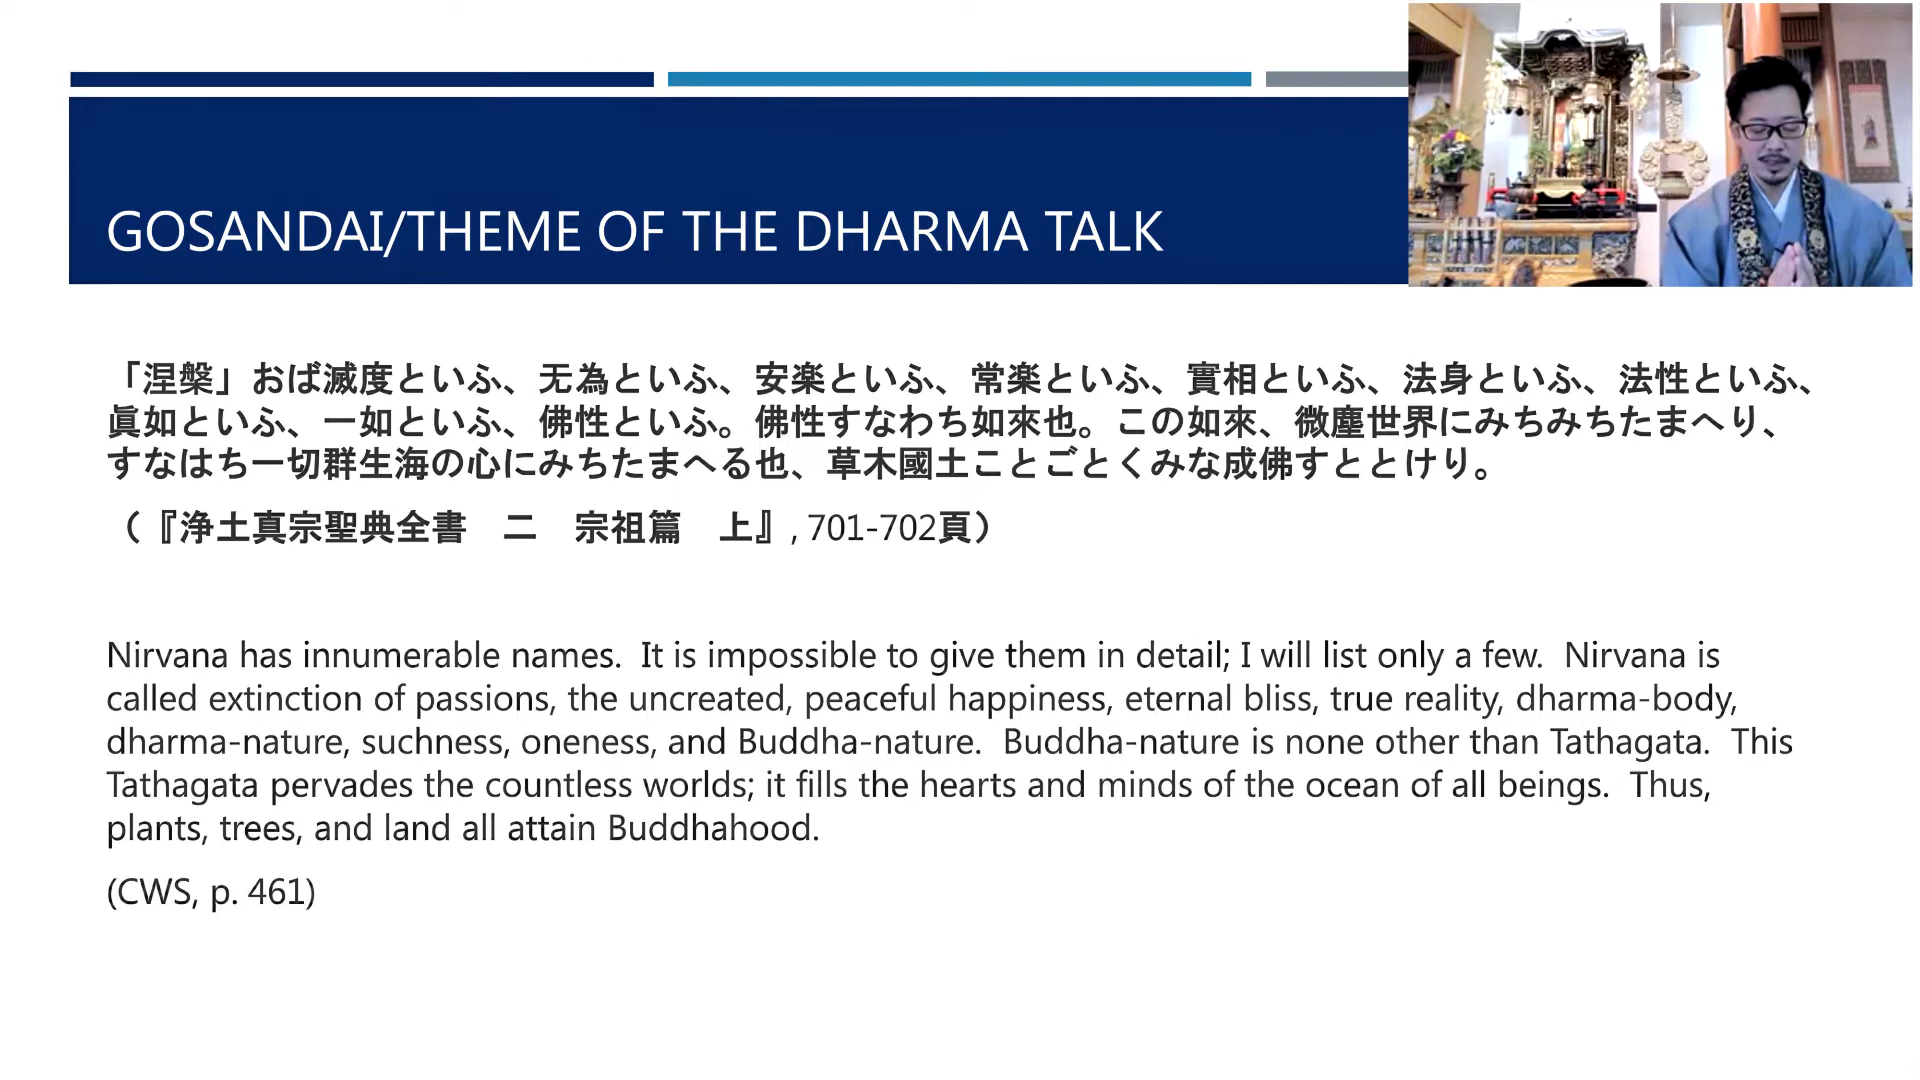 GOSANDAI/THEME OF THE DHARMA TALK
「涅槃」おば滅度といふ、无為といふ、安楽といふ、常楽といふ、實相といふ、法身といふ、法性といふ、
眞如といふ、一如といふ、佛性といふ。佛性すなわち如來也。この如來、微塵世界にみちみちたまへり、
すなはち一切群生海の心にみちたまへる也、草木國土ことごとくみな成佛すととけり。
（『浄土真宗聖典全書　二　宗祖篇　上』, 701-702頁）
Nirvana has innumerable names.  It is impossible to give them in detail; I will list only a few.  Nirvana is
called extinction of passions, the uncreated, peaceful happiness, eternal bliss, true reality, dharma-body,
dharma-nature, suchness, oneness, and Buddha-nature.  Buddha-nature is none other than Tathagata.  This
Tathagata pervades the countless worlds; it fills the hearts and minds of the ocean of all beings.  Thus,
plants, trees, and land all attain Buddhahood.
(CWS, p. 461)